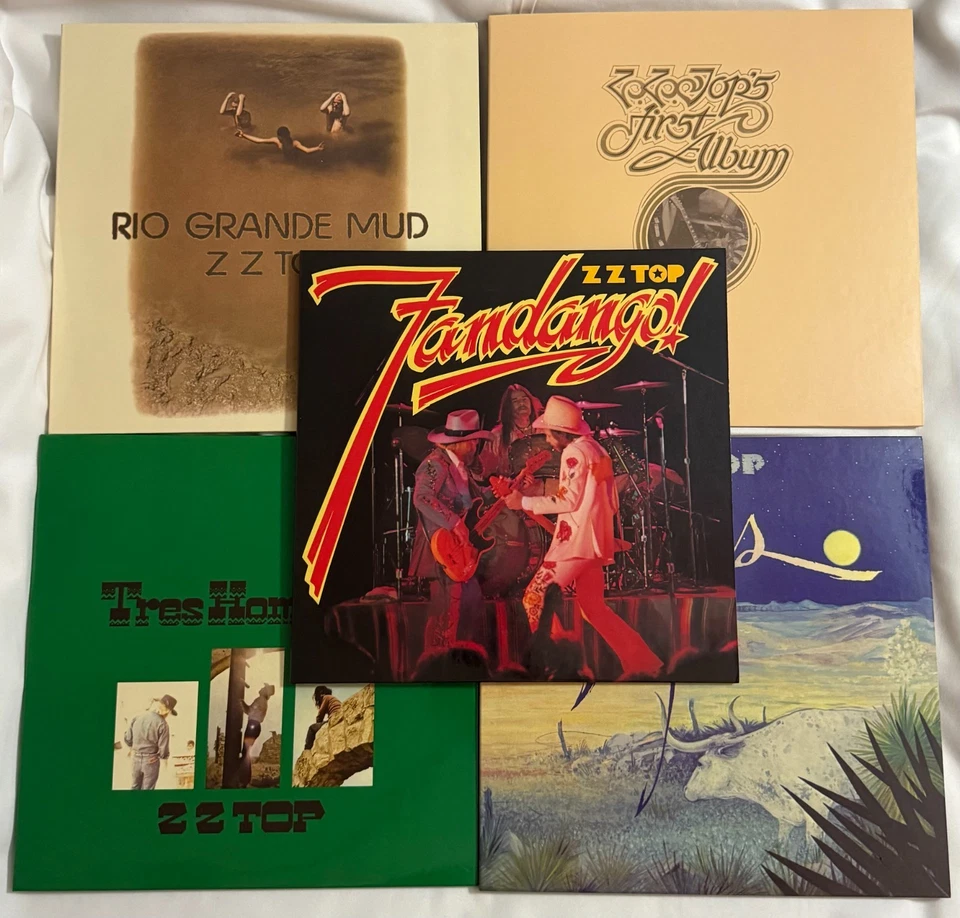 RIO GRANDE MUD
Z Z TO
Z.Z. Top's
first
Album
ZZ TOP
Fandango!
Tres Hom
ZZ TOP
OP
s